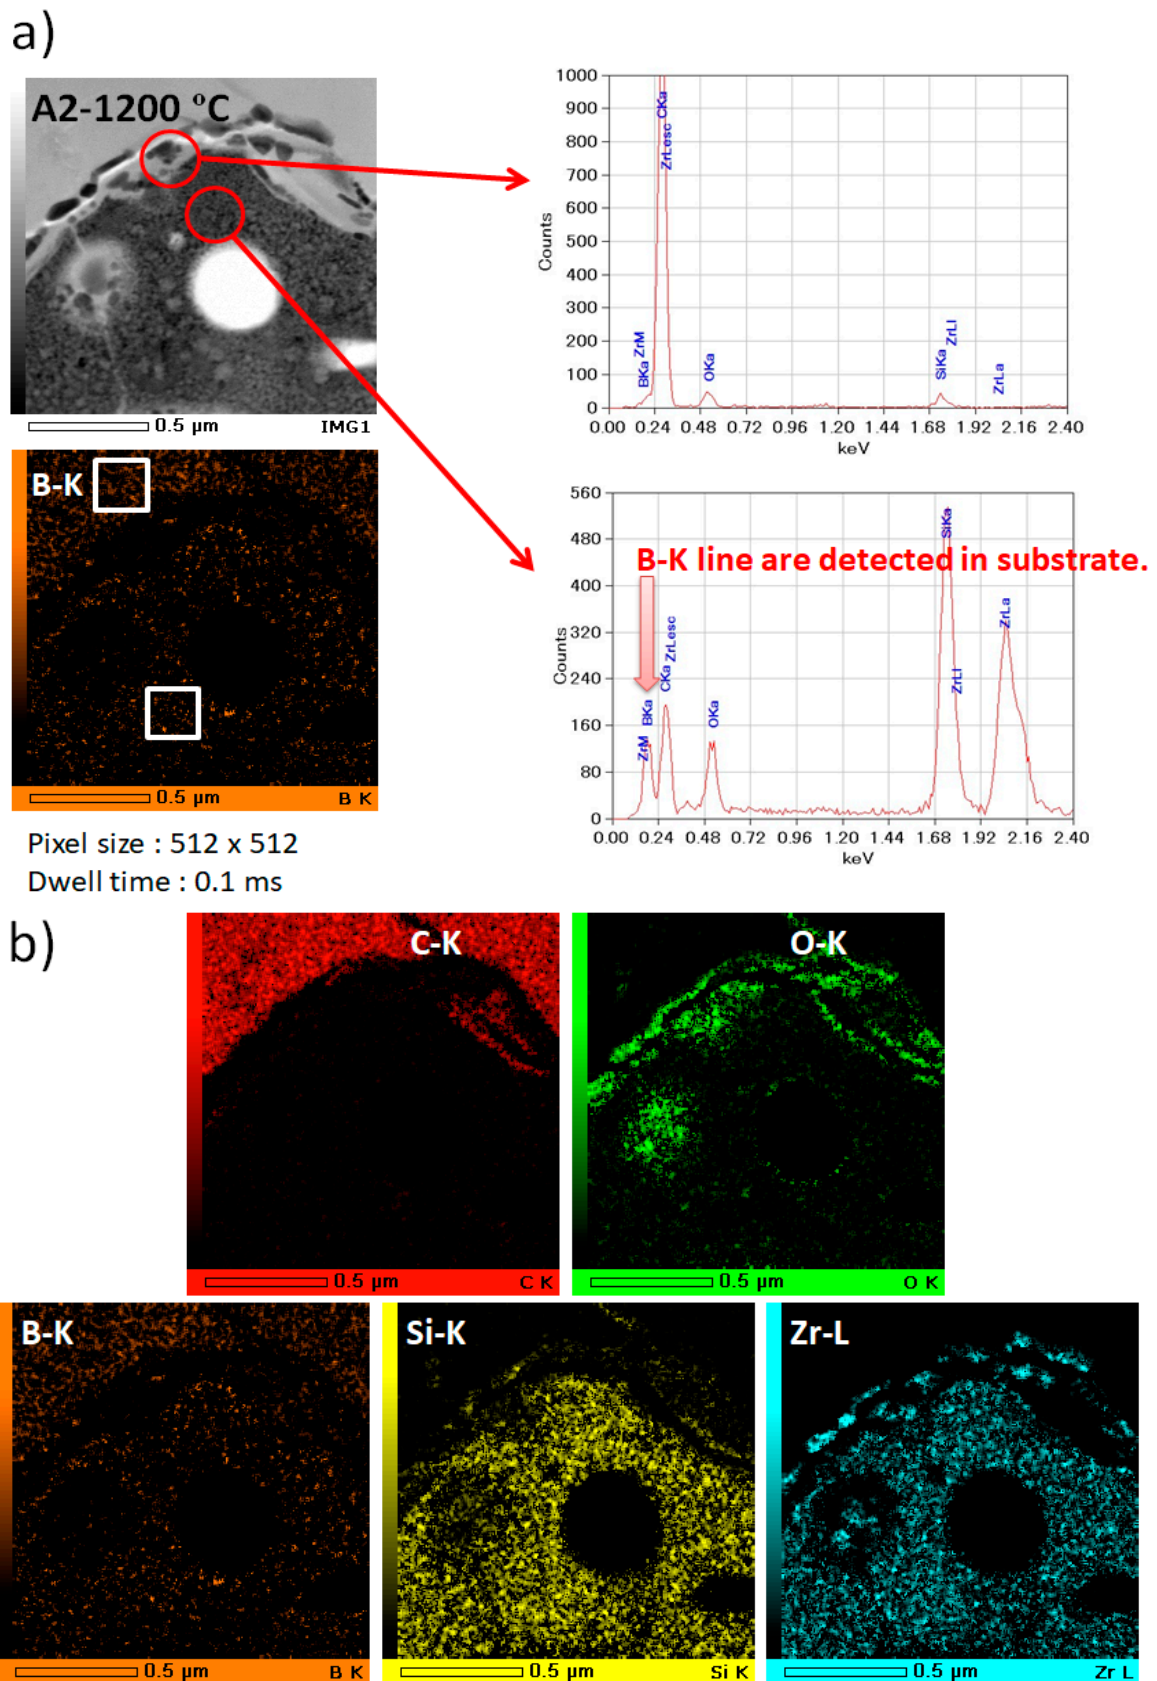 a)
A2-1200 °C
0.5 µm
IMG1
B-K
0.5 µm
B K
Pixel size : 512 x 512
Dwell time : 0.1 ms
1000
900
800
700
600
500
400
300
200
100
0
Counts
CKa
ZrLesc
ZrM
BKa
OKa
ZrLl
SiKa
ZrLa
0.00 0.24 0.48 0.72 0.96 1.20 1.44 1.68 1.92 2.16 2.40
keV
560
480
400
320
240
160
80
0
Counts
B-K line are detected in substrate.
SiKa
ZrLesc
CKa
BKa
ZrM
OKa
ZrLl
ZrLa
0.00 0.24 0.48 0.72 0.96 1.20 1.44 1.68 1.92 2.16 2.40
keV
b)
C-K
0.5 µm
C K
O-K
0.5 µm
O K
B-K
0.5 µm
B K
Si-K
0.5 µm
Si K
Zr-L
0.5 µm
Zr L